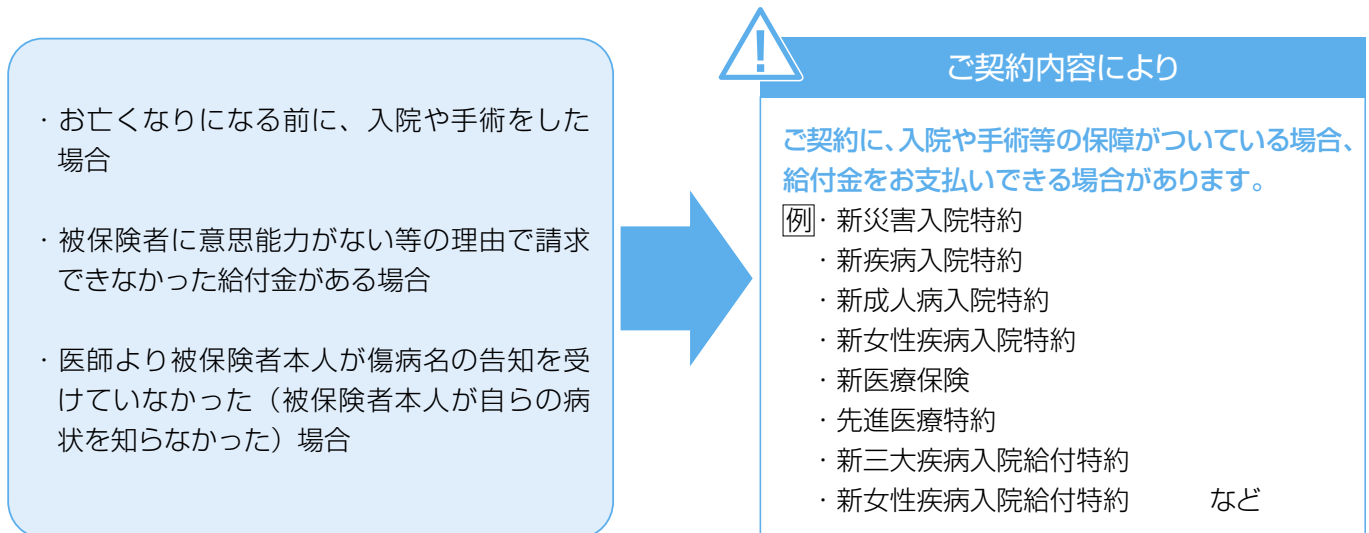 ・お亡くなりになる前に、入院や手術をした
場合
・被保険者に意思能力がない等の理由で請求
できなかった給付金がある場合
・医師より被保険者本人が傷病名の告知を受
けていなかった（被保険者本人が自らの病
状を知らなかった）場合
!
ご契約内容により
ご契約に、入院や手術等の保障がついている場合、
給付金をお支払いできる場合があります。
例・新災害入院特約
・新疾病入院特約
・新成人病入院特約
・新女性疾病入院特約
・新医療保険
・先進医療特約
・新三大疾病入院給付特約
・新女性疾病入院給付特約　　　など